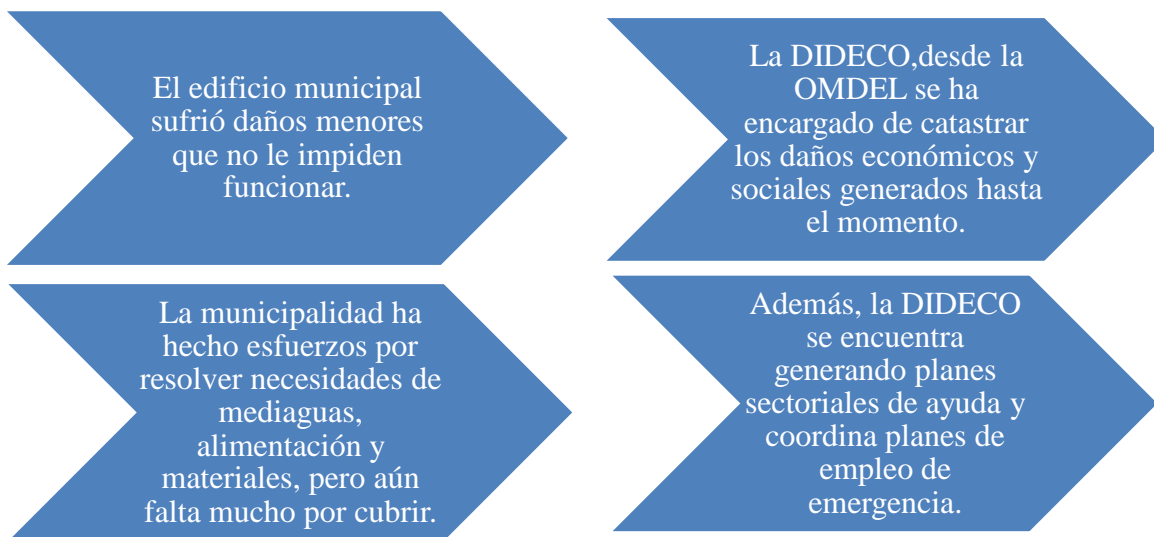 El edificio municipal
sufrió daños menores
que no le impiden
funcionar.
La DIDECO,desde la
OMDEL se ha
encargado de catastrar
los daños económicos y
sociales generados hasta
el momento.
La municipalidad ha
hecho esfuerzos por
resolver necesidades de
mediaguas,
alimentación y
materiales, pero aún
falta mucho por cubrir.
Además, la DIDECO
se encuentra
generando planes
sectoriales de ayuda y
coordina planes de
empleo de
emergencia.